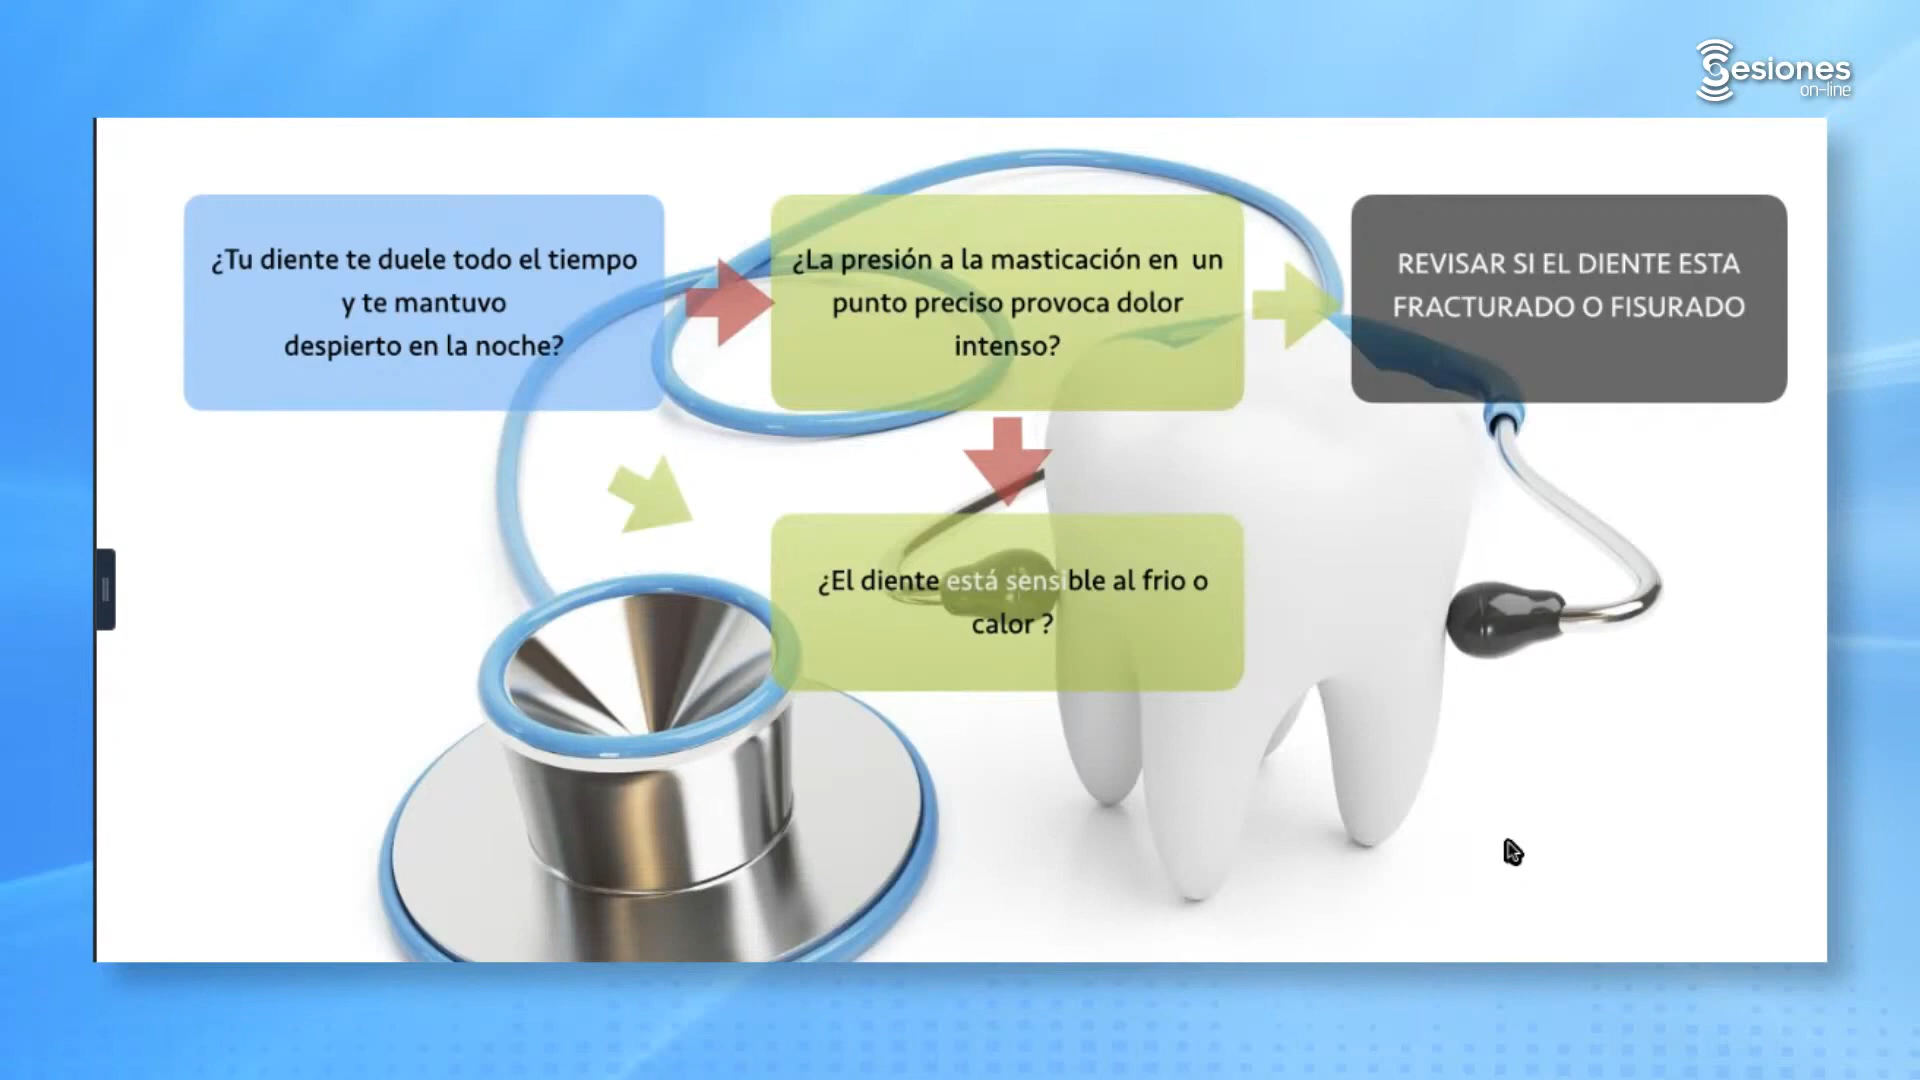 Sesiones
on-line
¿Tu diente te duele todo el tiempo
y te mantuvo
despierto en la noche?
¿La presión a la masticación en un
punto preciso provoca dolor
intenso?
REVISAR SI EL DIENTE ESTA
FRACTURADO O FISURADO
¿El diente está sensible al frio o
calor ?